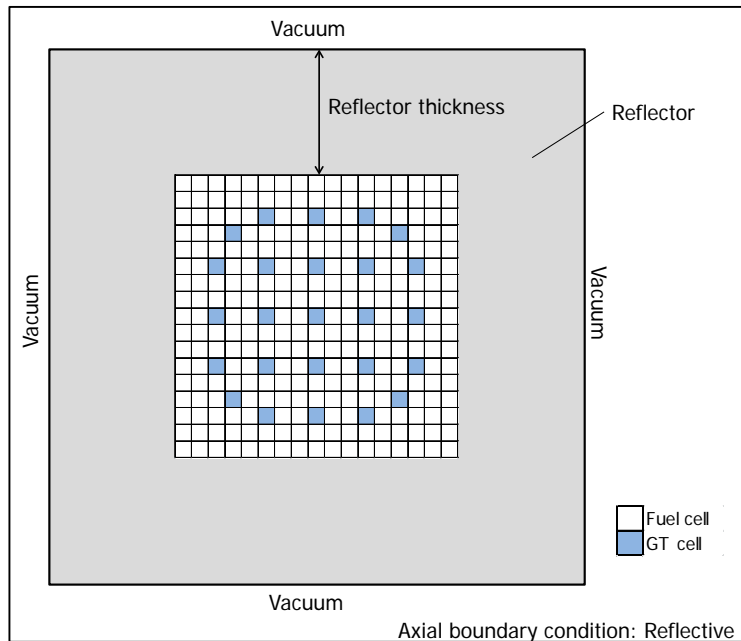 Vacuum
Reflector thickness
Reflector
Vacuum
Vacuum
Fuel cell
GT cell
Vacuum
Axial boundary condition: Reflective